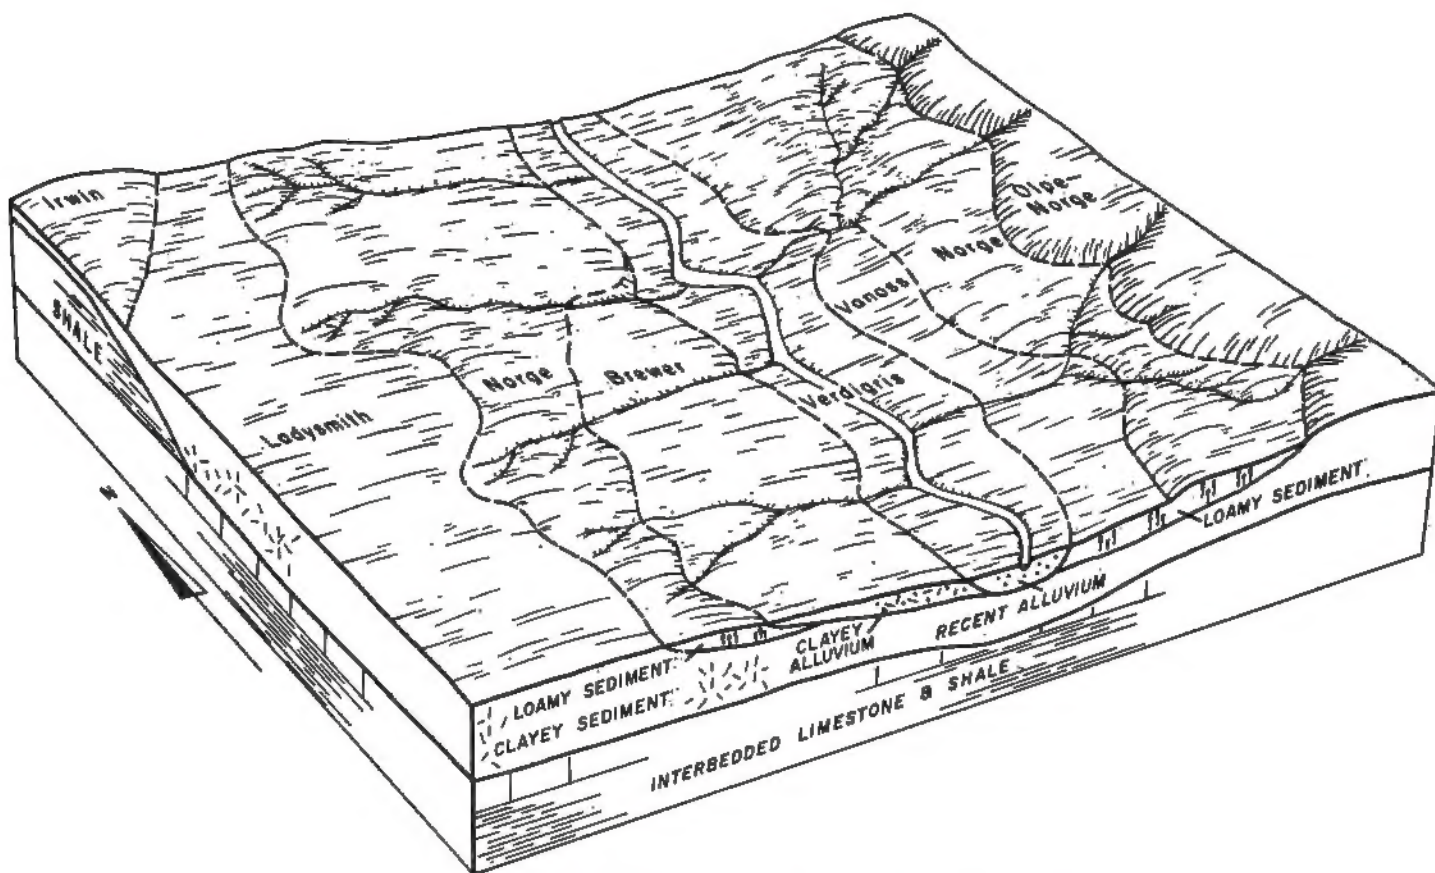 Irwin
Olpe-
Norge
Norge
Vanoss
SHALE
Norge
Brewer
Verdigris
Ladysmith
N
LOAMY SEDIMENT
CLAYEY
ALLUVIUM
RECENT ALLUVIUM
LOAMY SEDIMENT
CLAYEY SEDIMENT
INTERBEDDED LIMESTONE & SHALE